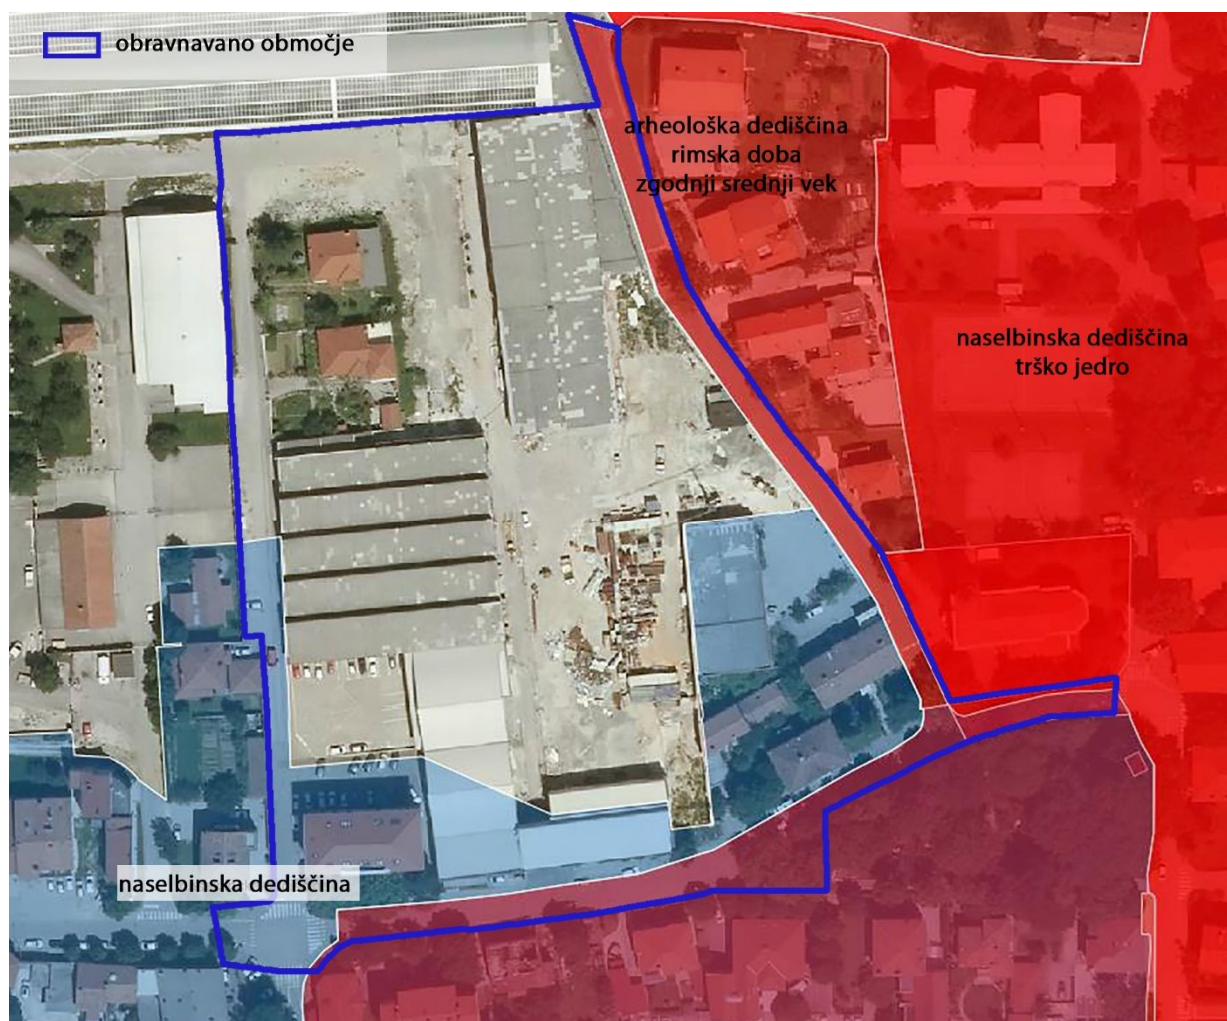 obravnavano območje
arheološka dediščina
rimska doba
zgodnji srednji vek
naselbinska dediščina
trško jedro
naselbinska dediščina